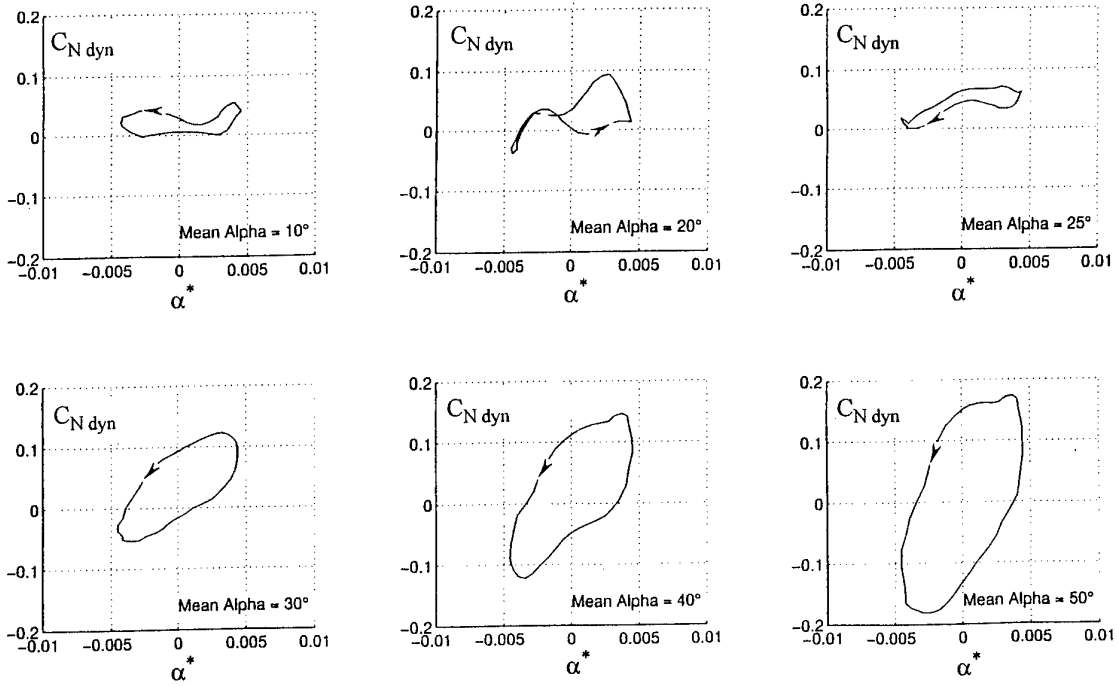 0.2
C_N dyn
0.1
0
-0.1
Mean Alpha = 10°
-0.2
-0.01 -0.005 0 0.005 0.01
α*
0.2
C_N dyn
0.1
0
-0.1
Mean Alpha = 20°
-0.2
-0.01 -0.005 0 0.005 0.01
α*
0.2
C_N dyn
0.1
0
-0.1
Mean Alpha = 25°
-0.2
-0.01 -0.005 0 0.005 0.01
α*
0.2
C_N dyn
0.1
0
-0.1
Mean Alpha = 30°
-0.2
-0.01 -0.005 0 0.005 0.01
α*
0.2
C_N dyn
0.1
0
-0.1
Mean Alpha = 40°
-0.2
-0.01 -0.005 0 0.005 0.01
α*
0.2
C_N dyn
0.1
0
-0.1
Mean Alpha = 50°
-0.2
-0.01 -0.005 0 0.005 0.01
α*